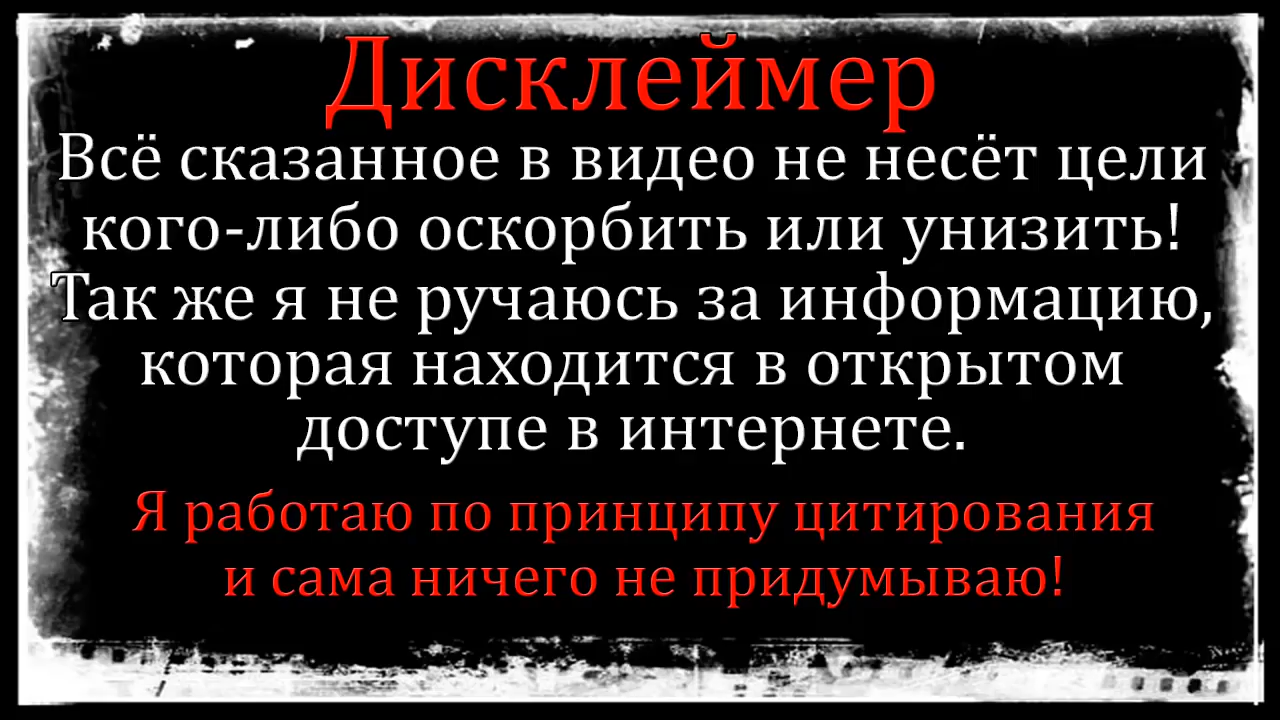 Дисклеймер
Всё сказанное в видео не несёт цели
кого-либо оскорбить или унизить!
Так же я не ручаюсь за информацию,
которая находится в открытом
доступе в интернете.
Я работаю по принципу цитирования
и сама ничего не придумываю!